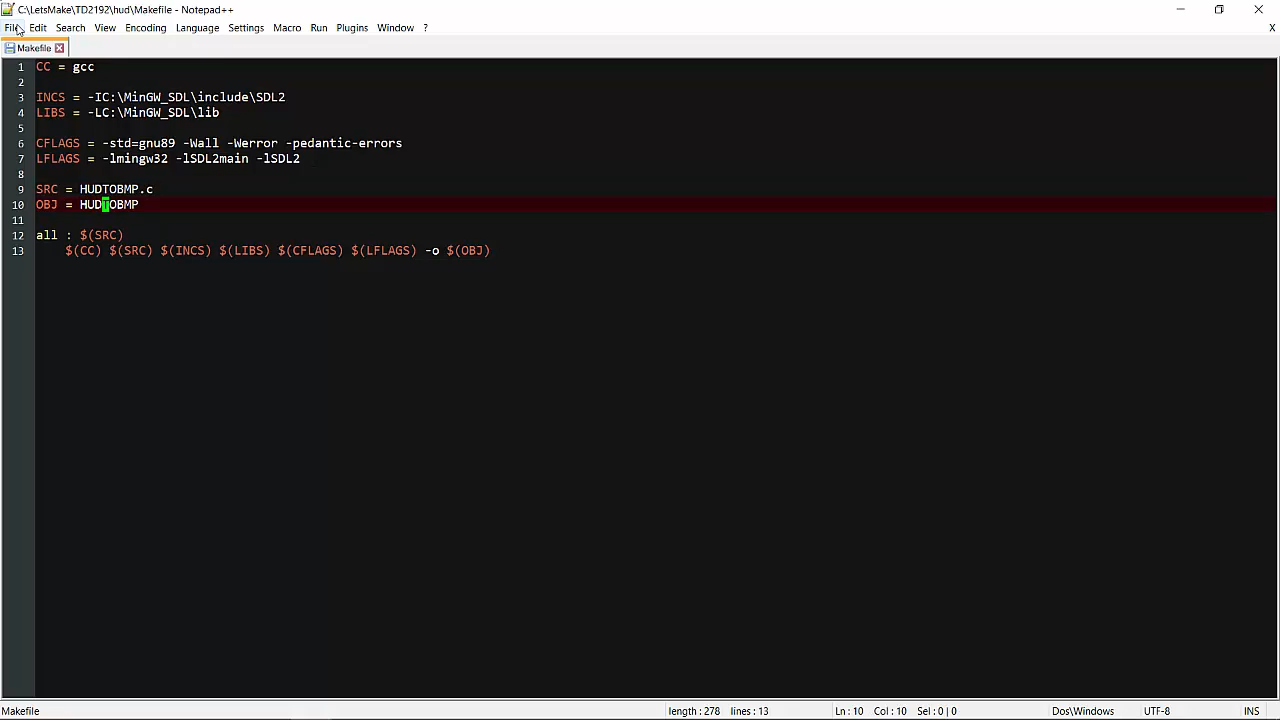 C:\LetsMake\TD2192\hud\Makefile - Notepad++
File Edit Search View Encoding Language Settings Macro Run Plugins Window ? X
Makefile
1 CC = gcc
2
3 INCS = -IC:\MinGW_SDL\include\SDL2
4 LIBS = -LC:\MinGW_SDL\lib
5
6 CFLAGS = -std=gnu89 -Wall -Werror -pedantic-errors
7 LFLAGS = -lmingw32 -lSDL2main -lSDL2
8
9 SRC = HUDTOBMP.c
10 OBJ = HUDTOBMP
11
12 all : $(SRC)
13 $(CC) $(SRC) $(INCS) $(LIBS) $(CFLAGS) $(LFLAGS) -o $(OBJ)
Makefile length : 278 lines : 13 Ln : 10 Col : 10 Sel : 0 | 0 Dos\Windows UTF-8 INS